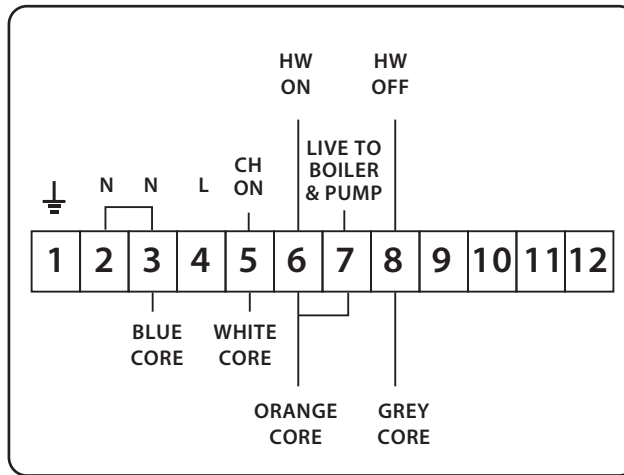 HW
ON
HW
OFF
LIVE TO
BOILER
& PUMP
CH
ON
N N L
1 2 3 4 5 6 7 8 9 10 11 12
BLUE
CORE
WHITE
CORE
ORANGE
CORE
GREY
CORE